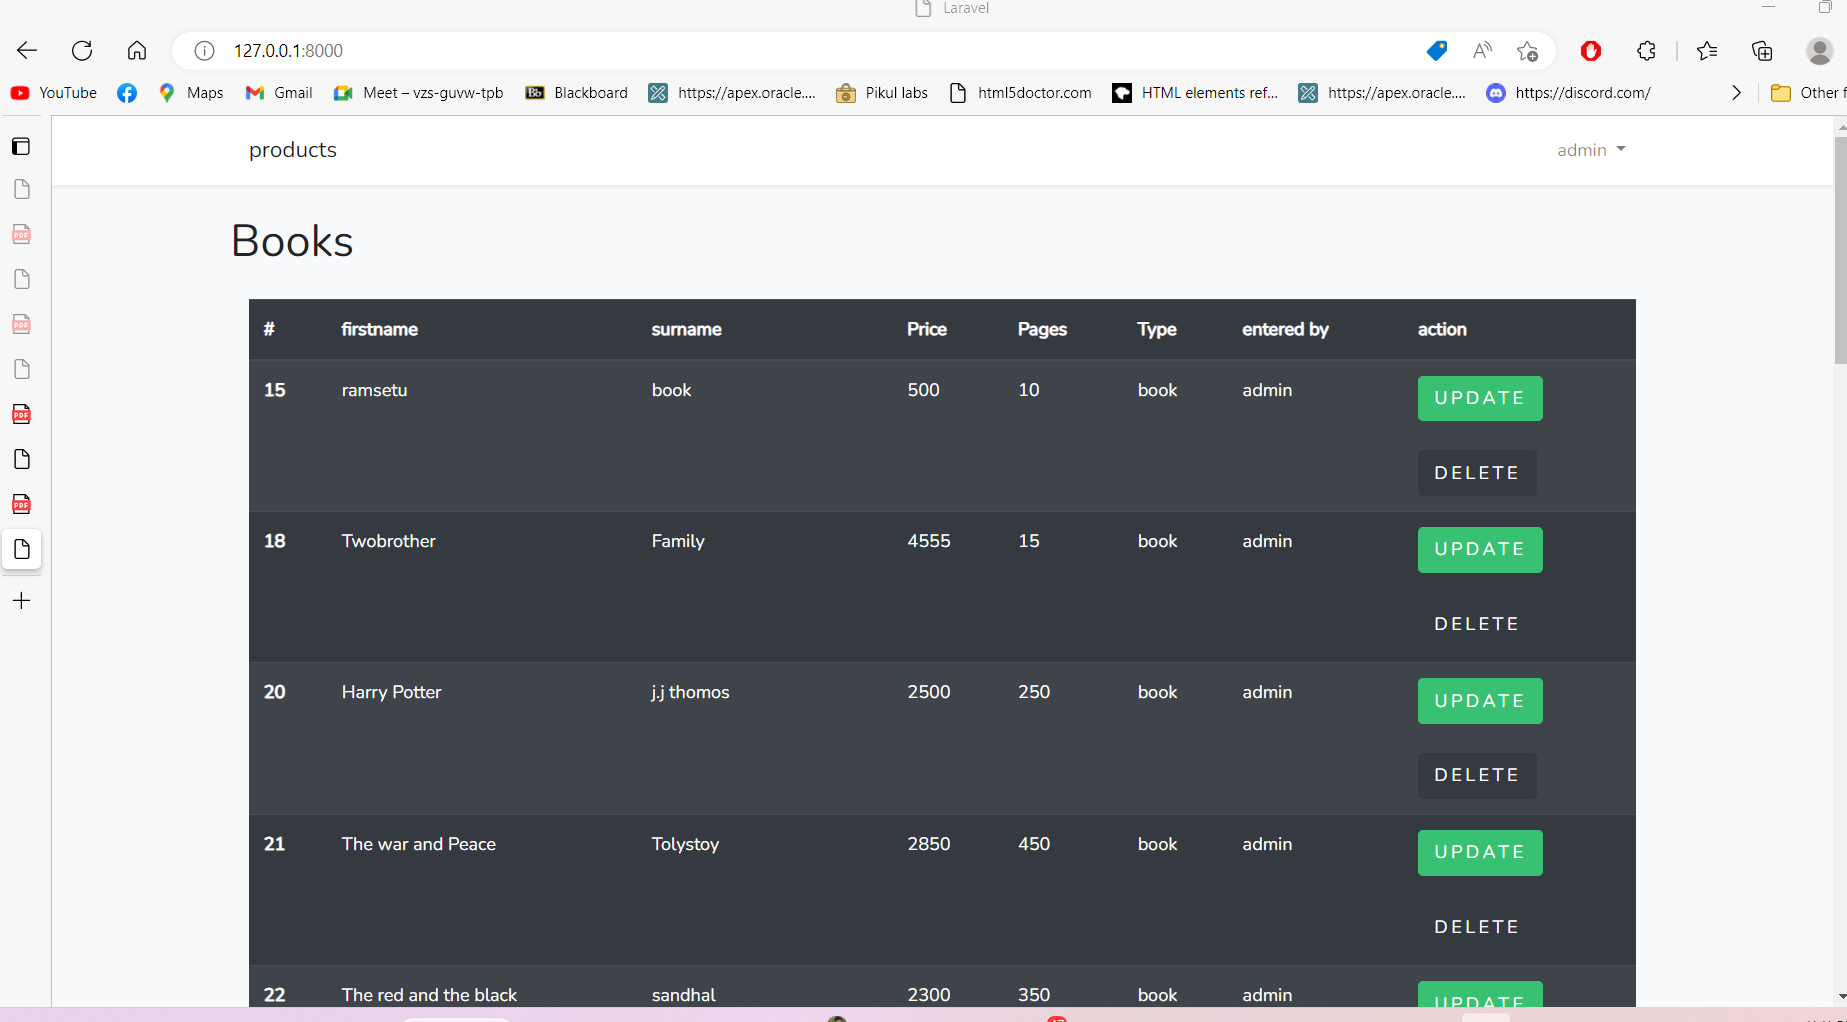 Laravel
127.0.0.1:8000
YouTube Maps Gmail Meet – vzs-guvw-tpb Blackboard https://apex.oracle.... Pikul labs html5doctor.com HTML elements ref... https://apex.oracle.... https://discord.com/ Other f
products admin
Books
# firstname surname Price Pages Type entered by action
15 ramsetu book 500 10 book admin UPDATE
DELETE
18 Twobrother Family 4555 15 book admin UPDATE
DELETE
20 Harry Potter j.j thomos 2500 250 book admin UPDATE
DELETE
21 The war and Peace Tolystoy 2850 450 book admin UPDATE
DELETE
22 The red and the black sandhal 2300 350 book admin UPDATE